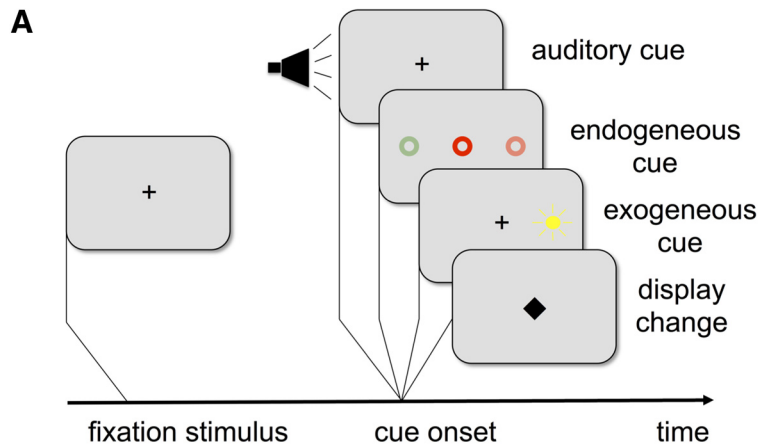 A
auditory cue
endogeneous
cue
exogeneous
cue
display
change
fixation stimulus
cue onset
time